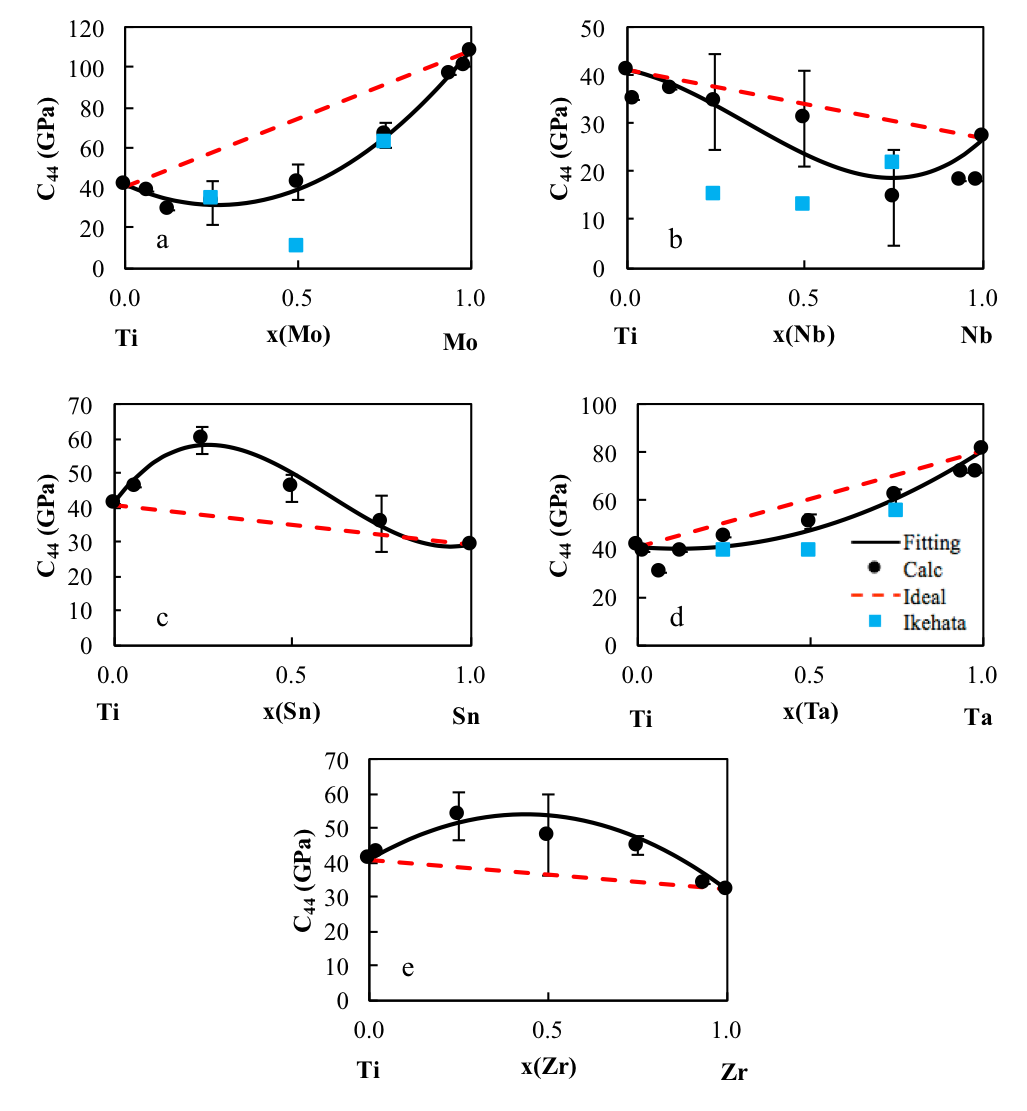 120
100
80
60
40
20
0
C44 (GPa)
a
0.0 0.5 1.0
Ti x(Mo) Mo
50
40
30
20
10
0
C44 (GPa)
b
0.0 0.5 1.0
Ti x(Nb) Nb
70
60
50
40
30
20
10
0
C44 (GPa)
c
0.0 0.5 1.0
Ti x(Sn) Sn
100
80
60
40
20
0
C44 (GPa)
d
Fitting
Calc
Ideal
Ikehata
0.0 0.5 1.0
Ti x(Ta) Ta
70
60
50
40
30
20
10
0
C44 (GPa)
e
0.0 0.5 1.0
Ti x(Zr) Zr